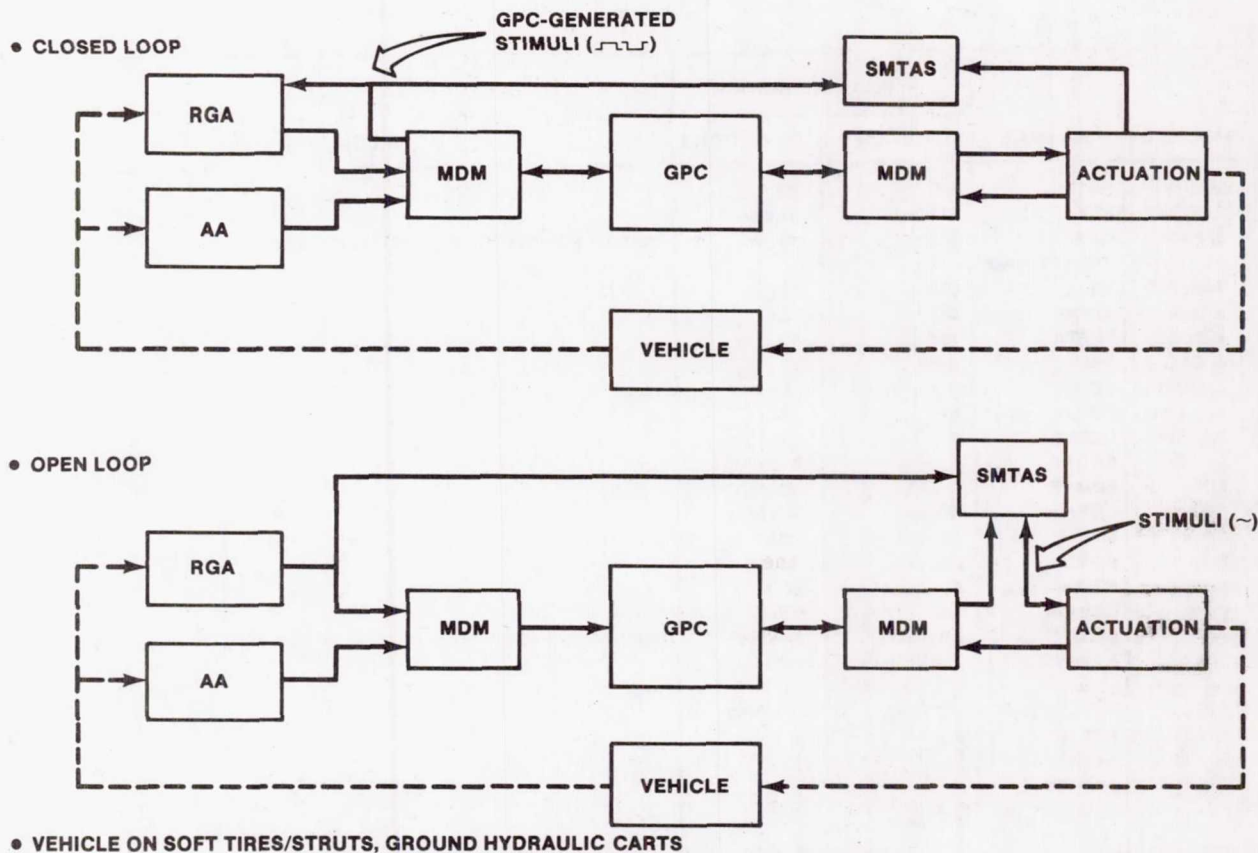 GPC-GENERATED
STIMULI
• CLOSED LOOP
SMTAS
RGA
MDM
GPC
MDM
ACTUATION
AA
VEHICLE
• OPEN LOOP
SMTAS
STIMULI (~)
RGA
MDM
GPC
MDM
ACTUATION
AA
VEHICLE
• VEHICLE ON SOFT TIRES/STRUTS, GROUND HYDRAULIC CARTS